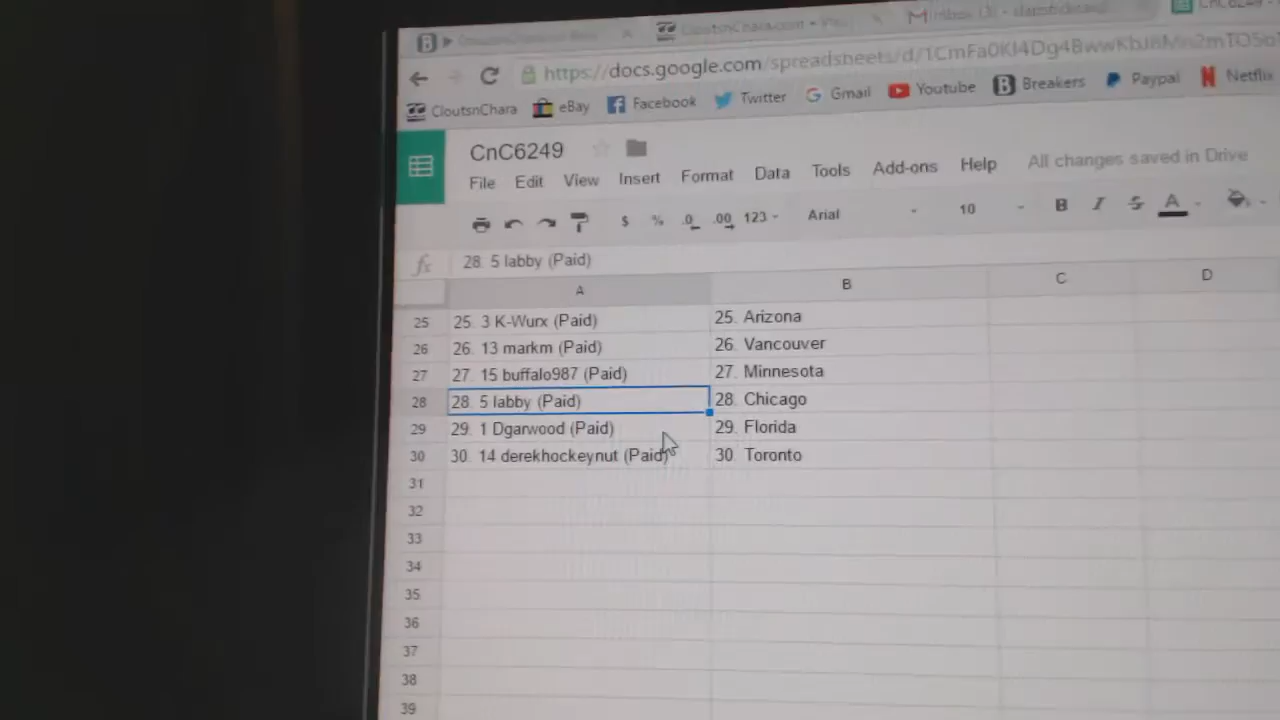 CloutsnChara.com
https://docs.google.com/spreadsheets/d/
CloutsnChara eBay Facebook Twitter Gmail Youtube Breakers Paypal Netflix
CnC6249
File Edit View Insert Format Data Tools Add-ons Help All changes saved in Drive
$ % .0 .00 123 Arial 10 B I S A
fx 28. 5 labby (Paid)
A B C D
25 25. 3 K-Wurx (Paid) 25. Arizona
26 26. 13 markm (Paid) 26. Vancouver
27 27. 15 buffalo987 (Paid) 27. Minnesota
28 28. 5 labby (Paid) 28. Chicago
29 29. 1 Dgarwood (Paid) 29. Florida
30 30. 14 derekhockeynut (Paid) 30. Toronto
31
32
33
34
35
36
37
38
39